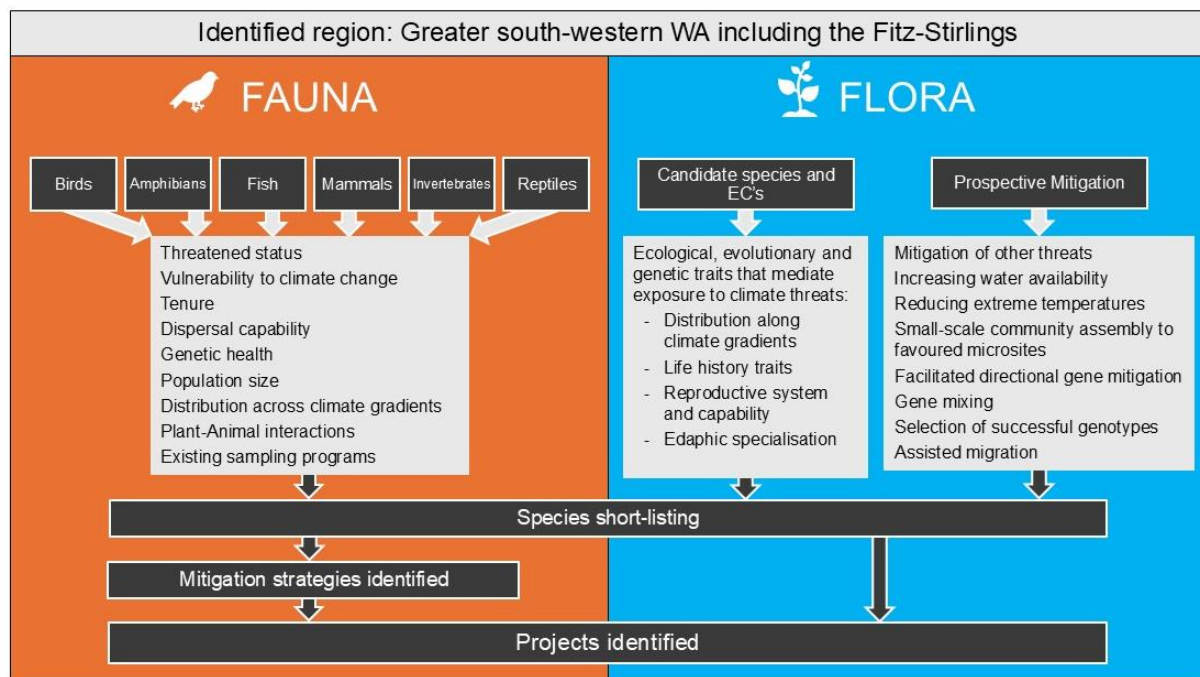 Identified region: Greater south-western WA including the Fitz-Stirlings
FAUNA
Birds
Amphibians
Fish
Mammals
Invertebrates
Reptiles
Threatened status
Vulnerability to climate change
Tenure
Dispersal capability
Genetic health
Population size
Distribution across climate gradients
Plant-Animal interactions
Existing sampling programs
FLORA
Candidate species and
EC's
Ecological, evolutionary and
genetic traits that mediate
exposure to climate threats:
- Distribution along
climate gradients
- Life history traits
- Reproductive system
and capability
- Edaphic specialisation
Prospective Mitigation
Mitigation of other threats
Increasing water availability
Reducing extreme temperatures
Small-scale community assembly to
favoured microsites
Facilitated directional gene mitigation
Gene mixing
Selection of successful genotypes
Assisted migration
Species short-listing
Mitigation strategies identified
Projects identified